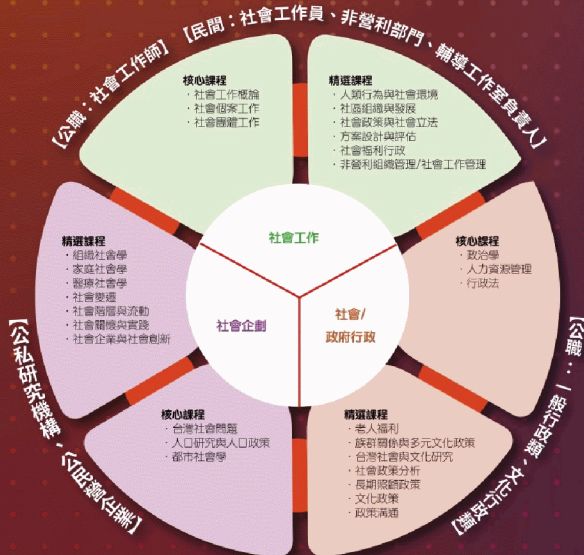 【公職：社會工作師】【民間：社會工作員、非營利部門、輔導工作室負責人】
核心課程
・社會工作概論
・社會個案工作
・社會團體工作
精選課程
・人類行為與社會環境
・社區組織與發展
・社會政策與社會立法
・方案設計與評估
・社會福利行政
・非營利組織管理/社會工作管理
社會工作
精選課程
・組織社會學
・家庭社會學
・醫療社會學
・社會變遷
・社會階層與流動
・社會關懷與實踐
・社會企業與社會創新
核心課程
・政治學
・人力資源管理
・行政法
社會企劃
社會/
政府行政
【公私研究機構、公民營企業】
【公職：一般行政類、文化行政類】
核心課程
・台灣社會問題
・人口研究與人口政策
・都市社會學
精選課程
・老人福利
・族群關係與多元文化政策
・台灣社會與文化研究
・社會政策分析
・長期照顧政策
・文化政策
・政策溝通